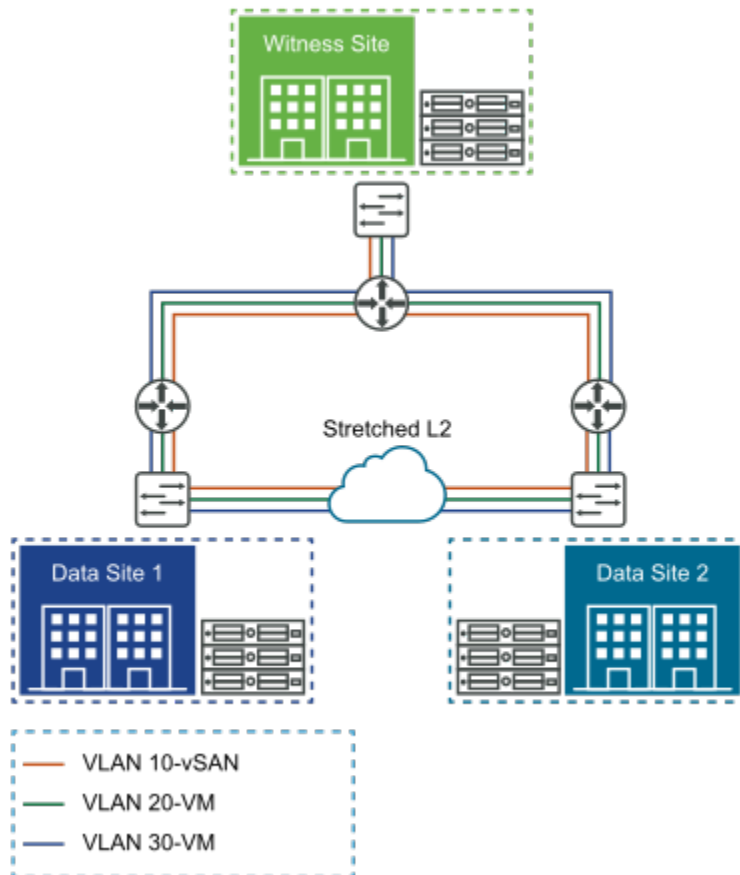 Witness Site
Stretched L2
Data Site 1
Data Site 2
VLAN 10-vSAN
VLAN 20-VM
VLAN 30-VM